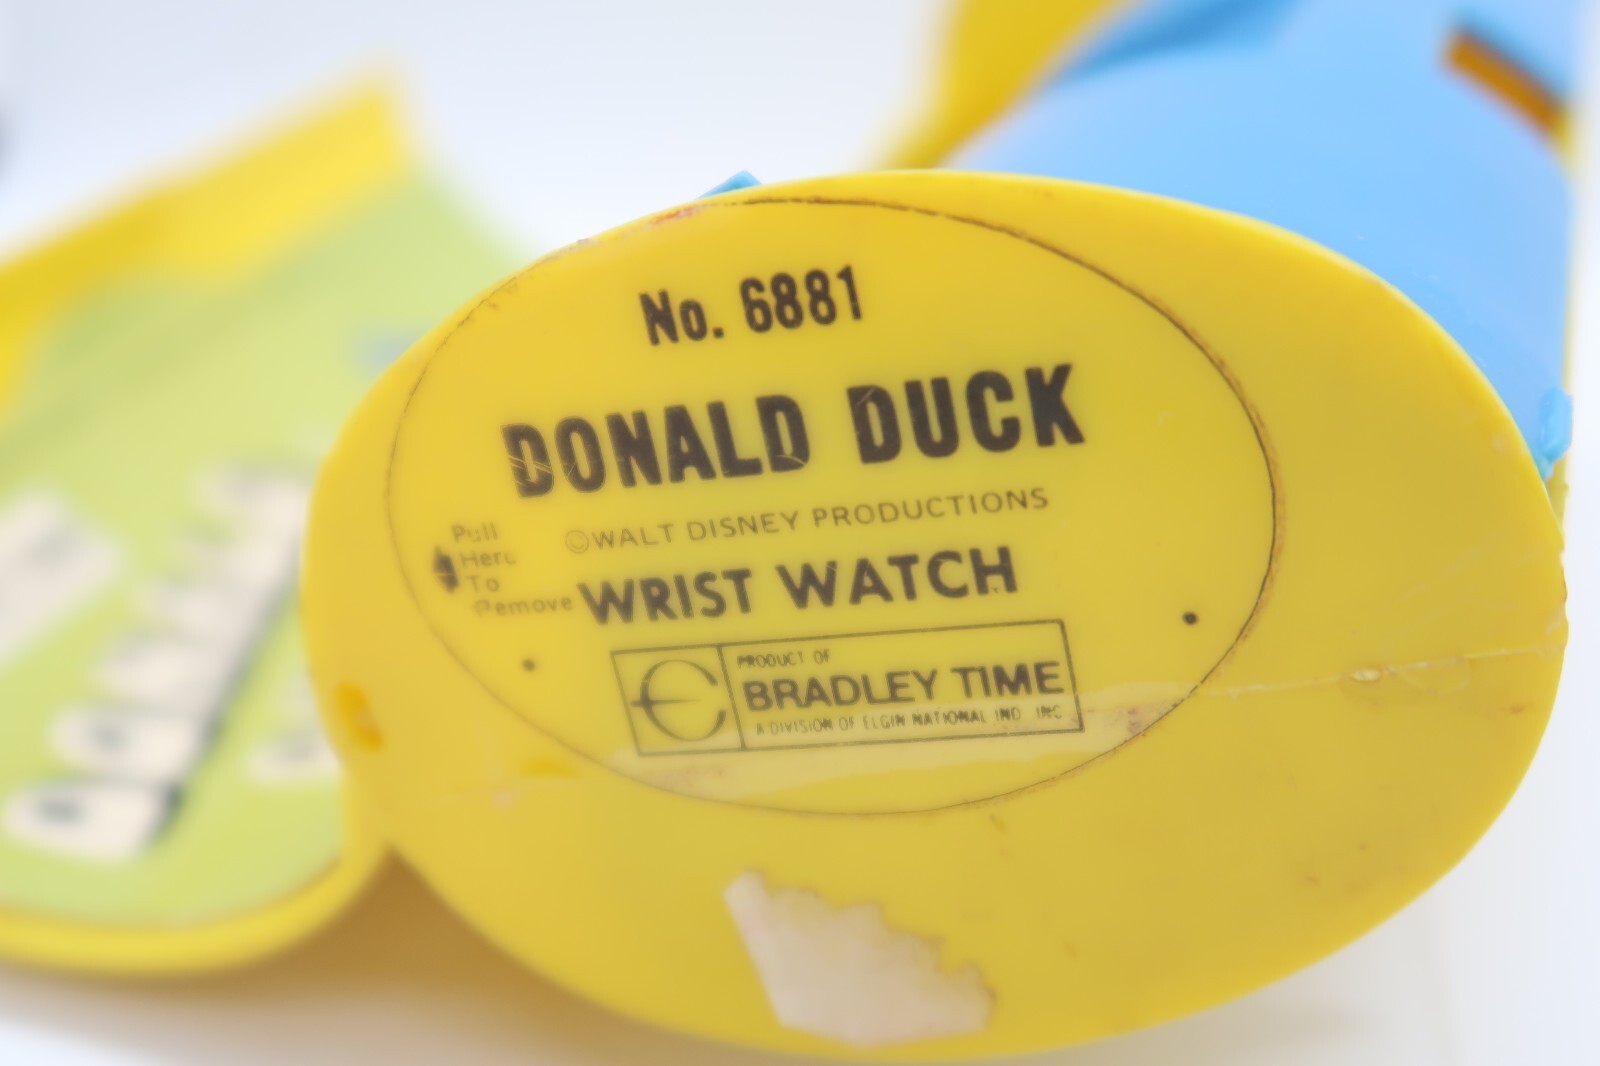 No. 6881
DONALD DUCK
©WALT DISNEY PRODUCTIONS
Pull
Here
To
Remove
WRIST WATCH
PRODUCT OF
BRADLEY TIME
A DIVISION OF ELGIN NATIONAL IND. INC.